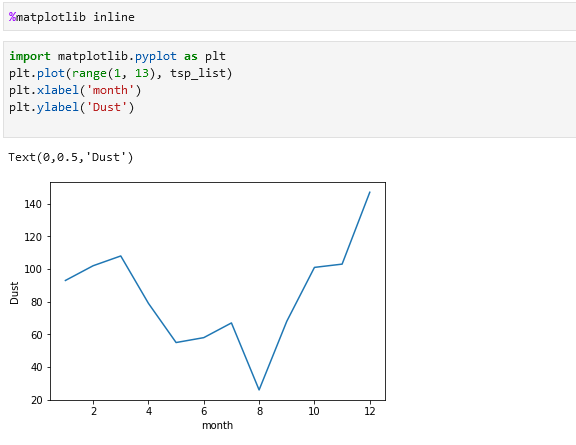 %matplotlib inline
import matplotlib.pyplot as plt
plt.plot(range(1, 13), tsp_list)
plt.xlabel('month')
plt.ylabel('Dust')
Text(0,0.5,'Dust')
140
120
100
80
60
40
20
Dust
2 4 6 8 10 12
month